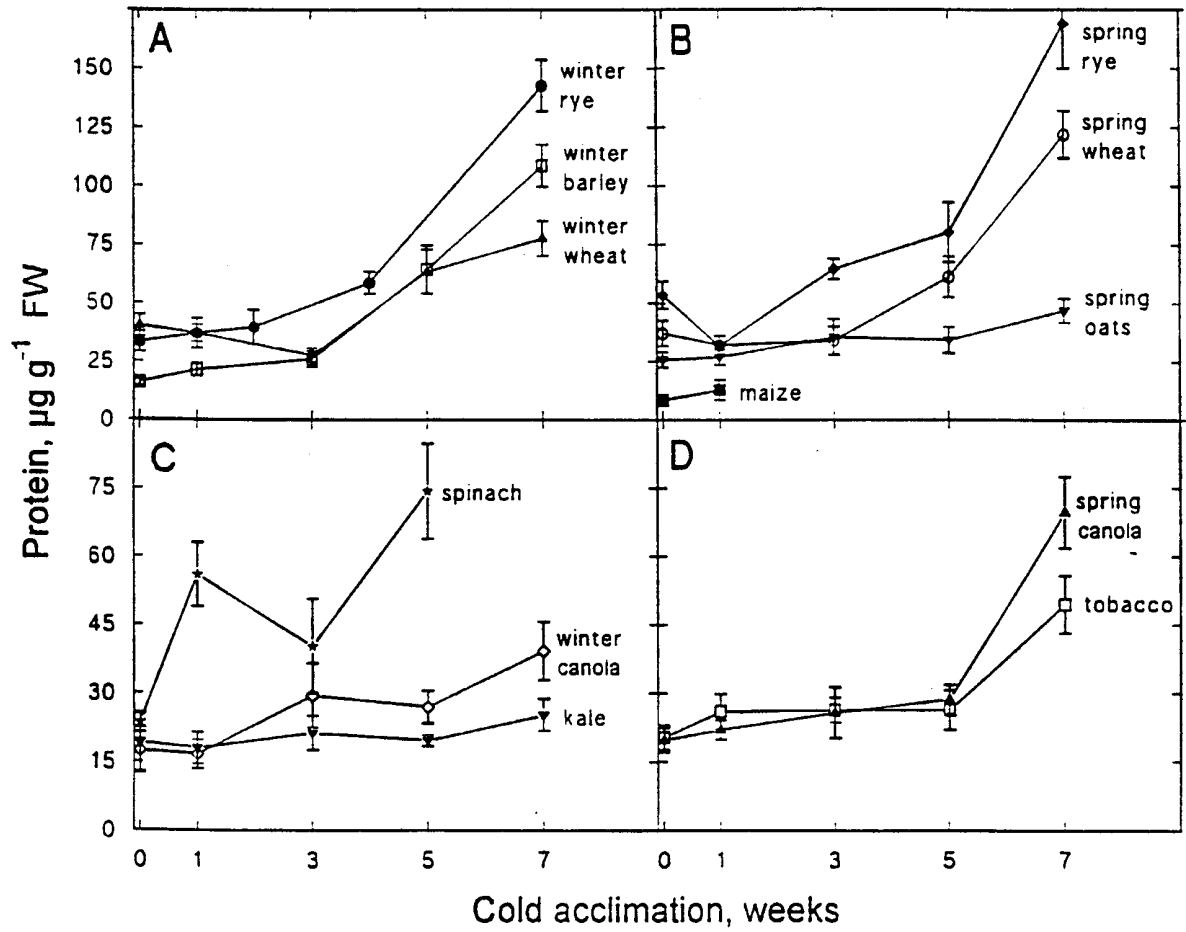 A
150
125
100
75
50
25
0
winter
rye
winter
barley
winter
wheat
B
spring
rye
spring
wheat
spring
oats
maize
C
75
60
45
30
15
0
spinach
winter
canola
kale
D
spring
canola
tobacco
0 1 3 5 7
0 1 3 5 7
Protein, µg g⁻¹ FW
Cold acclimation, weeks